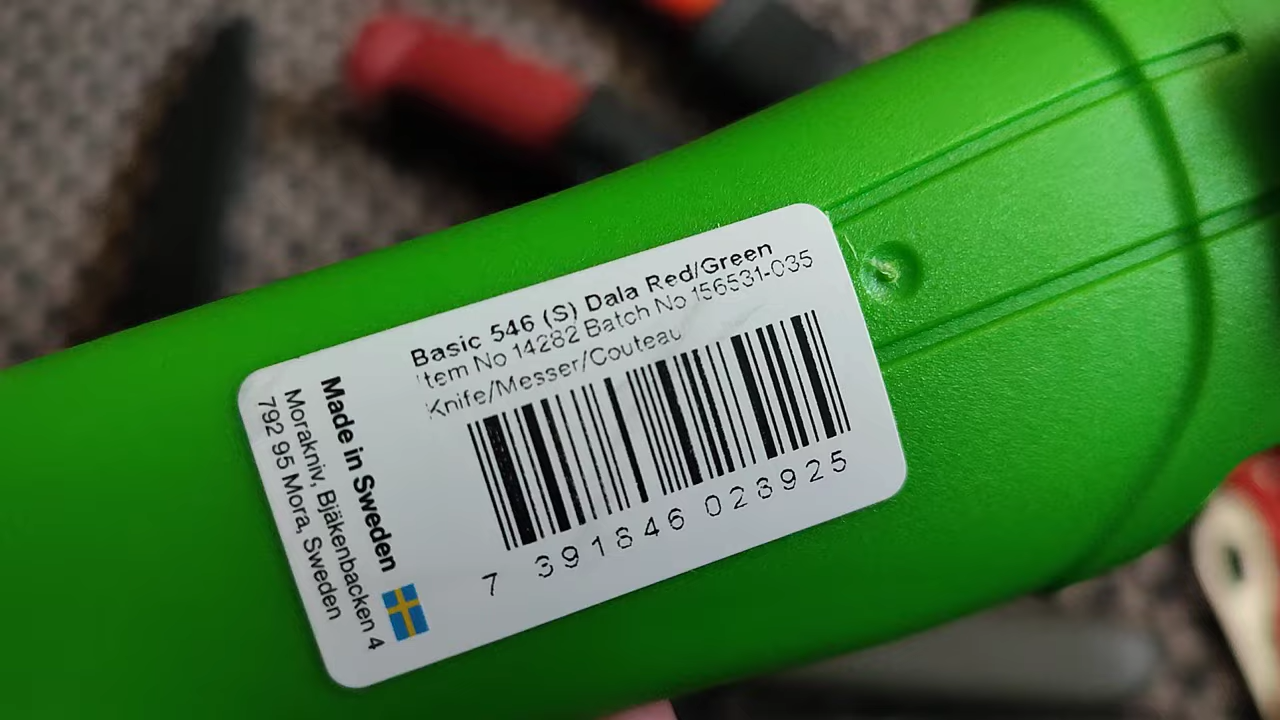 Basic 546 (S) Dala Red/Green
Item No 14282 Batch No 156531-035
Knife/Messer/Couteau
7 391846 028925
Made in Sweden
Morakniv, Bjäkenbacken 4
792 95 Mora, Sweden